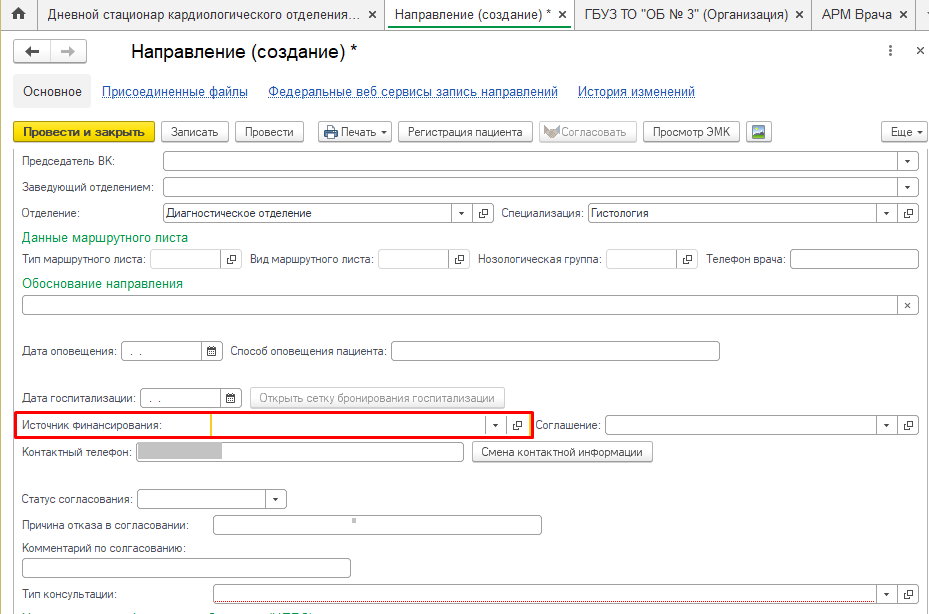 Дневной стационар кардиологического отделения... × Направление (создание) * × ГБУЗ ТО "ОБ № 3" (Организация) × АРМ Врача ×
Направление (создание) *
Основное Присоединенные файлы Федеральные веб сервисы запись направлений История изменений
Провести и закрыть Записать Провести Печать Регистрация пациента Согласовать Просмотр ЭМК Еще
Председатель ВК:
Заведующий отделением:
Отделение: Диагностическое отделение Специализация: Гистология
Данные маршрутного листа
Тип маршрутного листа: Вид маршрутного листа: Нозологическая группа: Телефон врача:
Обоснование направления
Дата оповещения: . . Способ оповещения пациента:
Дата госпитализации: . . Открыть сетку бронирования госпитализации
Источник финансирования: Соглашение:
Контактный телефон: Смена контактной информации
Статус согласования:
Причина отказа в согласовании:
Комментарий по солгасованию:
Тип консультации: